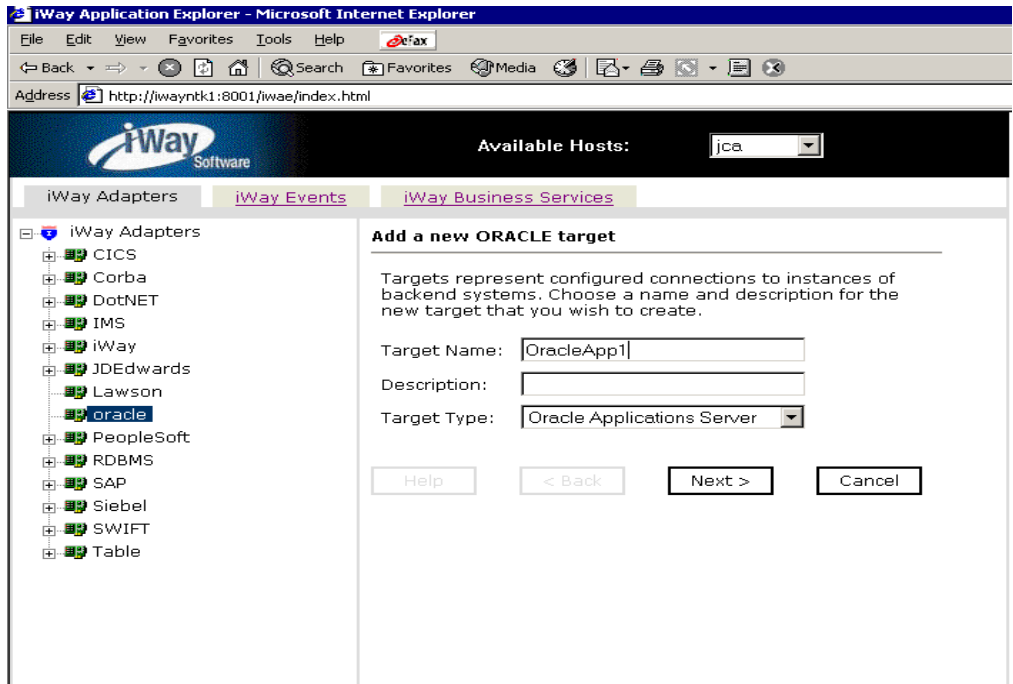 iWay Application Explorer - Microsoft Internet Explorer
File Edit View Favorites Tools Help eFax
Back Search Favorites Media
Address http://iwayntk1:8001/iwae/index.html
iWay Software Available Hosts: jca
iWay Adapters iWay Events iWay Business Services
iWay Adapters
CICS
Corba
DotNET
IMS
iWay
JDEdwards
Lawson
oracle
PeopleSoft
RDBMS
SAP
Siebel
SWIFT
Table
Add a new ORACLE target
Targets represent configured connections to instances of
backend systems. Choose a name and description for the
new target that you wish to create.
Target Name: OracleApp1
Description:
Target Type: Oracle Applications Server
Help < Back Next > Cancel